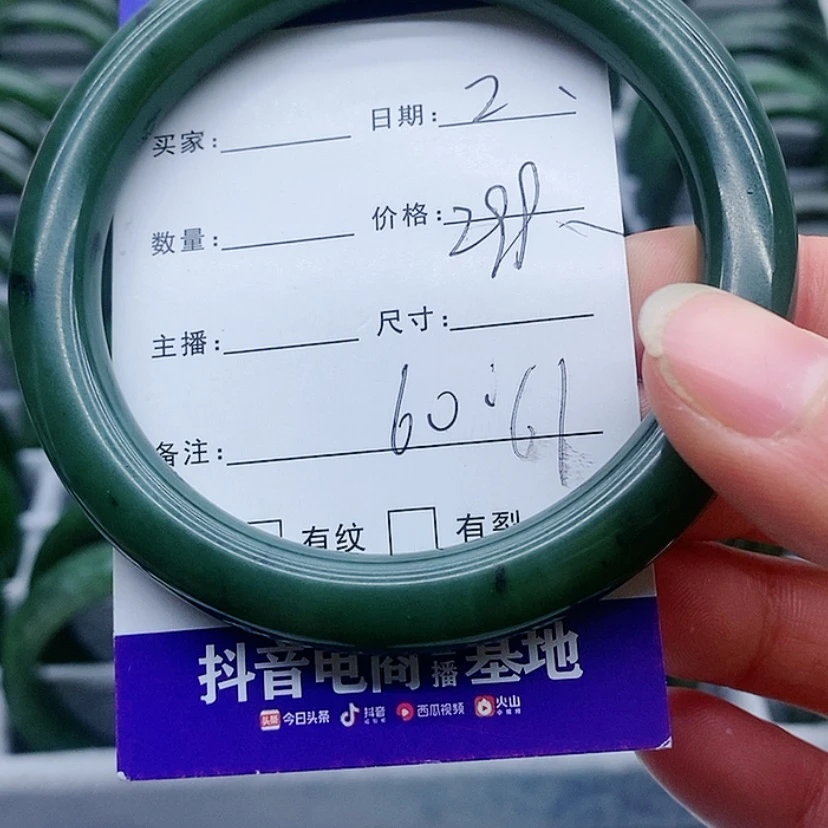 买家: 日期: 2、
数量: 价格: 298
主播: 尺寸:
备注: 60:61
有纹 有裂
抖音电商直播基地
今日头条 抖音 西瓜视频 火山